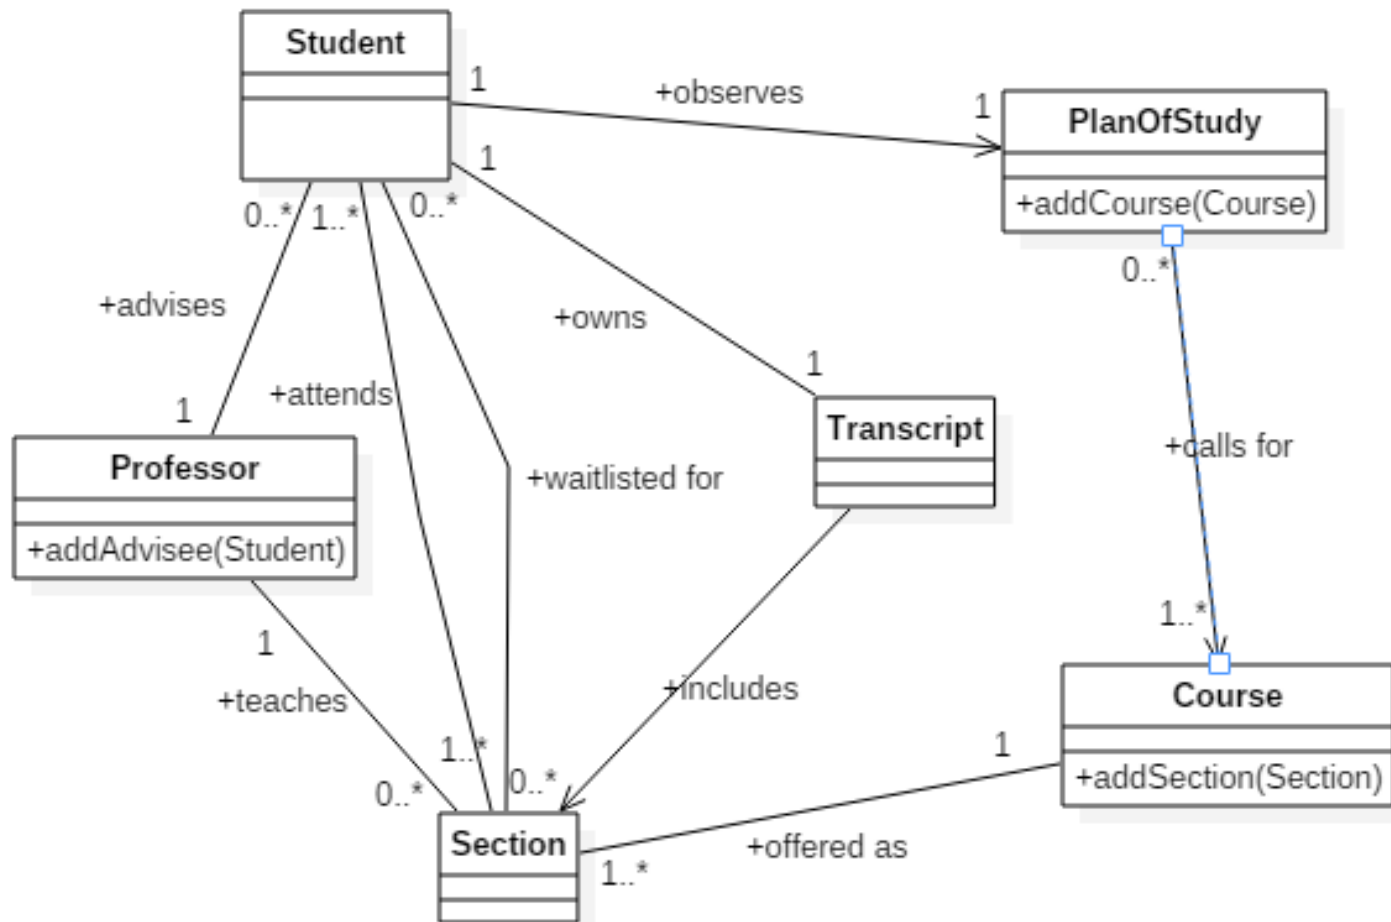 Student
1
+observes
1
PlanOfStudy
+addCourse(Course)
1
0..*
1..*
0..*
0..*
+advises
+owns
1
+attends
1
Transcript
+calls for
Professor
+waitlisted for
+addAdvisee(Student)
1..*
1
+teaches
+includes
Course
1..*
1
+addSection(Section)
0..*
0..*
Section
+offered as
1..*